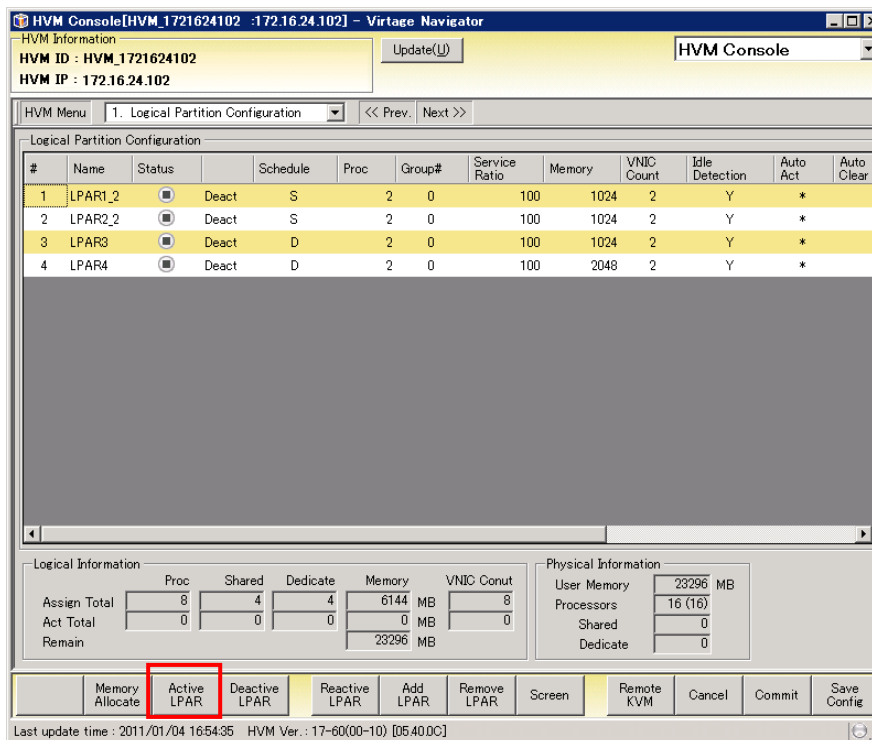 HVM Console[HVM_1721624102 :172.16.24.102] - Virtage Navigator
HVM Information
HVM ID : HVM_1721624102
HVM IP : 172.16.24.102
Update(U)
HVM Console
HVM Menu 1. Logical Partition Configuration << Prev. Next >>
Logical Partition Configuration
# Name Status Schedule Proc Group# Service Ratio Memory VNIC Count Idle Detection Auto Act Auto Clear
1 LPAR1_2 Deact S 2 0 100 1024 2 Y *
2 LPAR2_2 Deact S 2 0 100 1024 2 Y *
3 LPAR3 Deact D 2 0 100 1024 2 Y *
4 LPAR4 Deact D 2 0 100 2048 2 Y *
Logical Information
Proc Shared Dedicate Memory VNIC Conut
Assign Total 8 4 4 6144 MB 8
Act Total 0 0 0 0 MB 0
Remain 23296 MB
Physical Information
User Memory 23296 MB
Processors 16 (16)
Shared 0
Dedicate 0
Memory Allocate Active LPAR Deactive LPAR Reactive LPAR Add LPAR Remove LPAR Screen Remote KVM Cancel Commit Save Config
Last update time : 2011/01/04 16:54:35 HVM Ver. : 17-60(00-10) [05.40.0C]